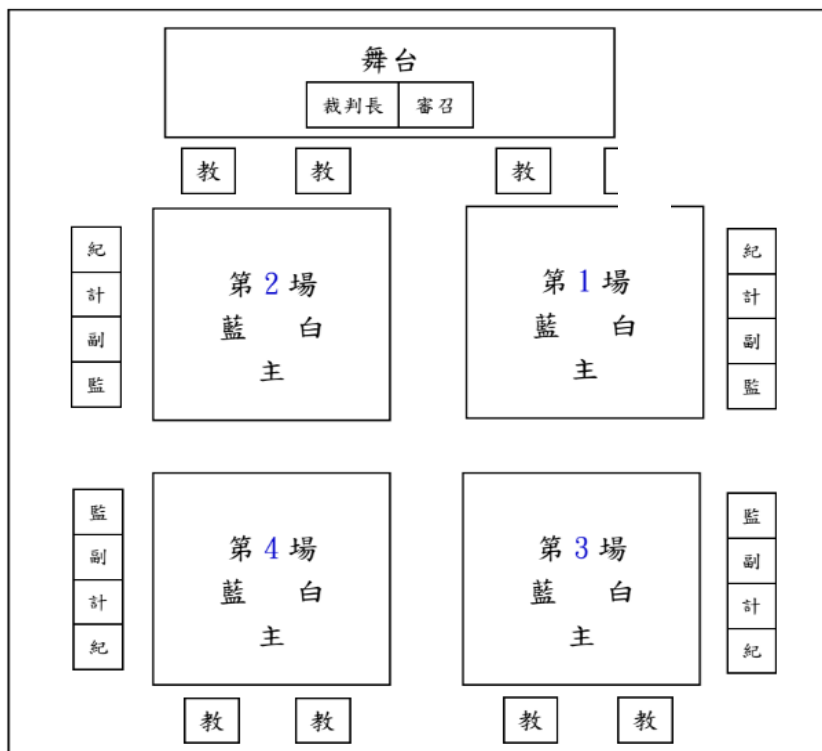 舞台
裁判長 審召
教 教 教
紀
計
副
監
第2場
藍 白
主
第1場
藍 白
主
紀
計
副
監
監
副
計
紀
第4場
藍 白
主
第3場
藍 白
主
監
副
計
紀
教 教 教 教